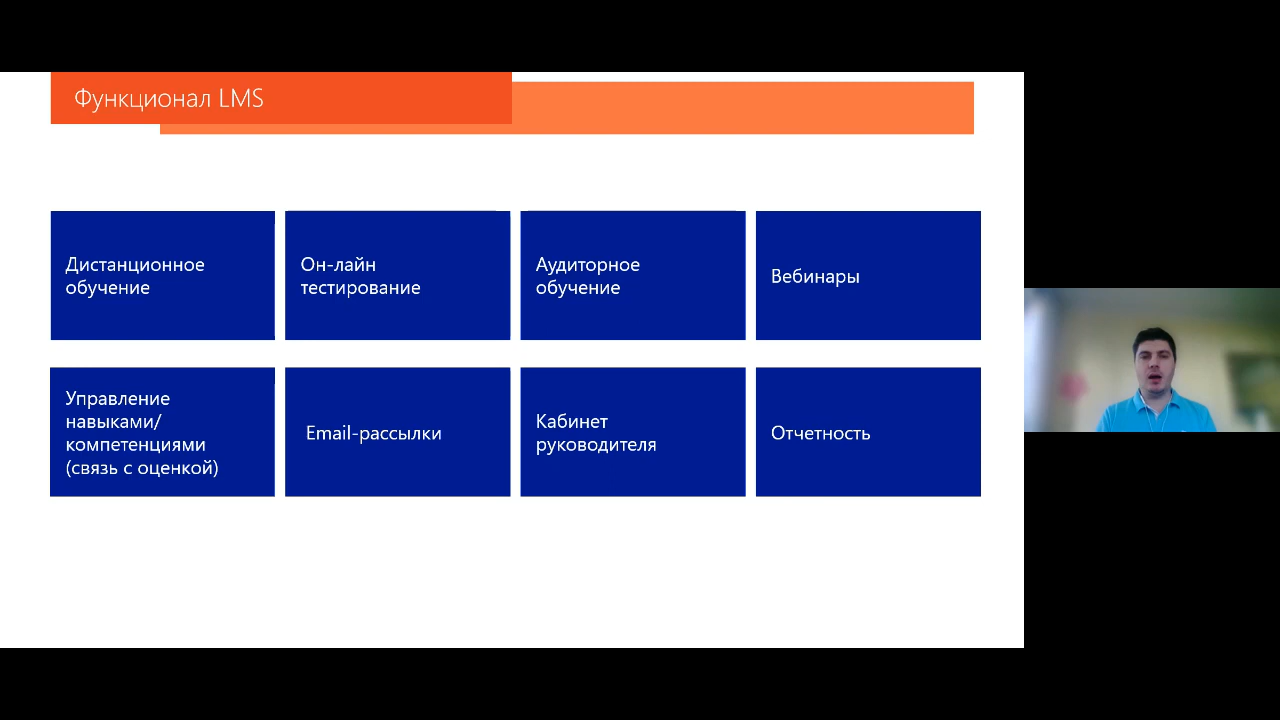 Функционал LMS
Дистанционное
обучение
Он-лайн
тестирование
Аудиторное
обучение
Вебинары
Управление
навыками/
компетенциями
(связь с оценкой)
Email-рассылки
Кабинет
руководителя
Отчетность